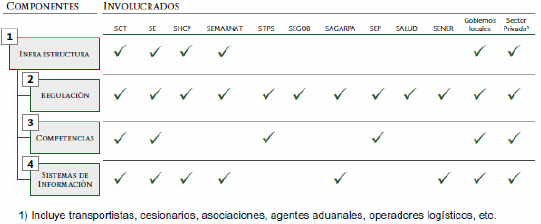 COMPONENTES INVOLUCRADOS
SCT SE SHCP SEMARNAT STPS SEGOB SAGARPA SEP SALUD SENER Gobiernos locales Sector Privado¹
1 INFRAESTRUCTURA ✓ ✓ ✓ ✓ ✓ ✓
2 REGULACIÓN ✓ ✓ ✓ ✓ ✓ ✓ ✓ ✓ ✓ ✓ ✓ ✓
3 COMPETENCIAS ✓ ✓ ✓ ✓ ✓ ✓
4 SISTEMAS DE INFORMACIÓN ✓ ✓ ✓ ✓ ✓ ✓ ✓ ✓
1) Incluye transportistas, cesionarios, asociaciones, agentes aduanales, operadores logísticos, etc.